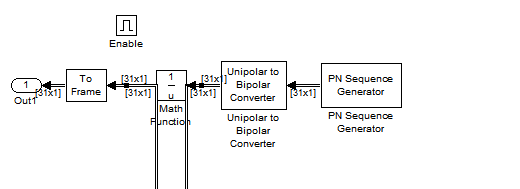 Enable
1
Out1
[31x1]
To
Frame
[31x1]
[31x1]
1
u
Math
Function
[31x1]
[31x1]
Unipolar to
Bipolar
Converter
Unipolar to
Bipolar
Converter
[31x1]
PN Sequence
Generator
PN Sequence
Generator